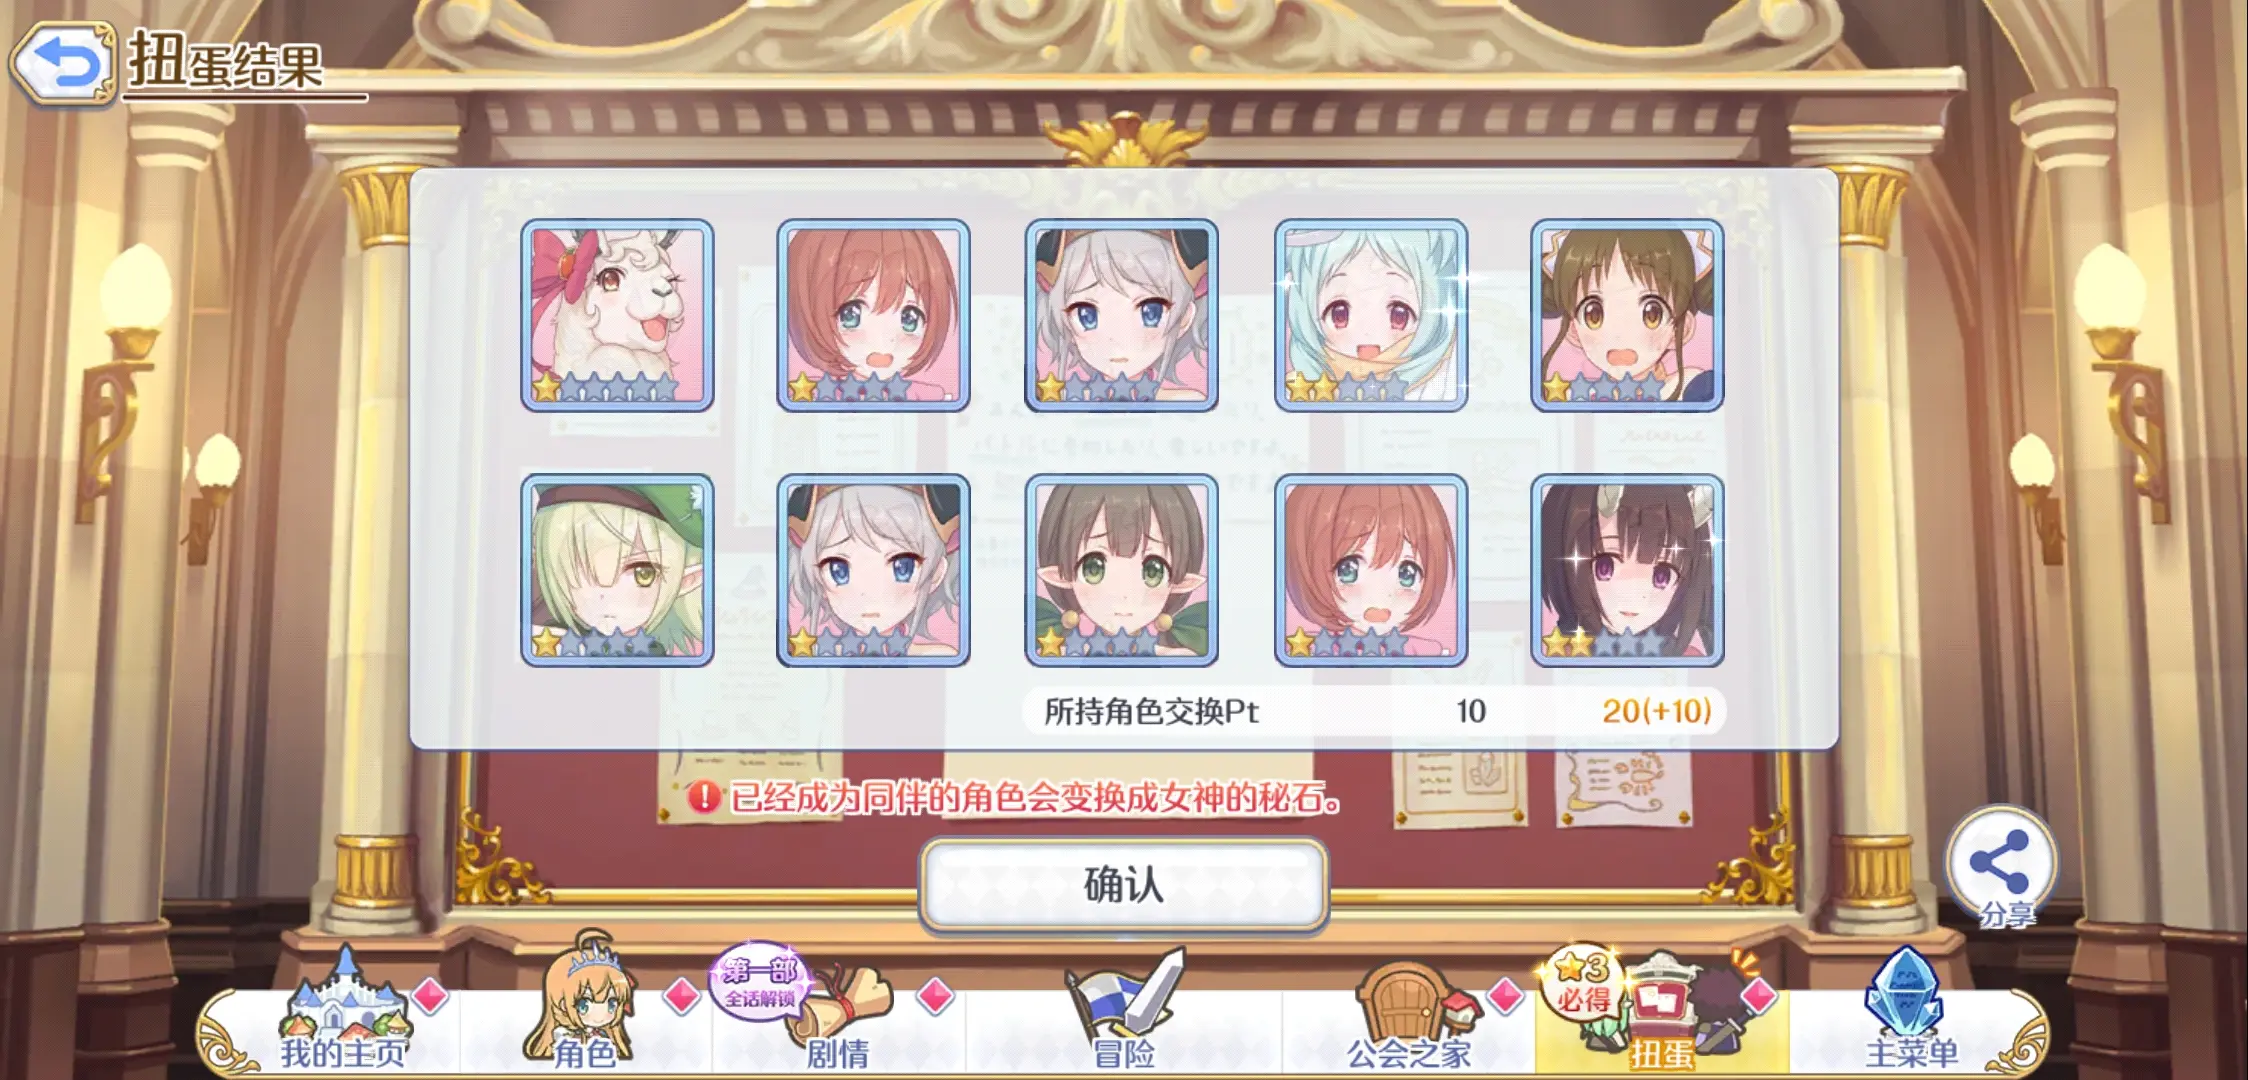 扭蛋结果
所持角色交换Pt 10 20(+10)
已经成为同伴的角色会变换成女神的秘石。
确认
分享
第一部
全话解锁
★3
必得
我的主页
角色
剧情
冒险
公会之家
扭蛋
主菜单